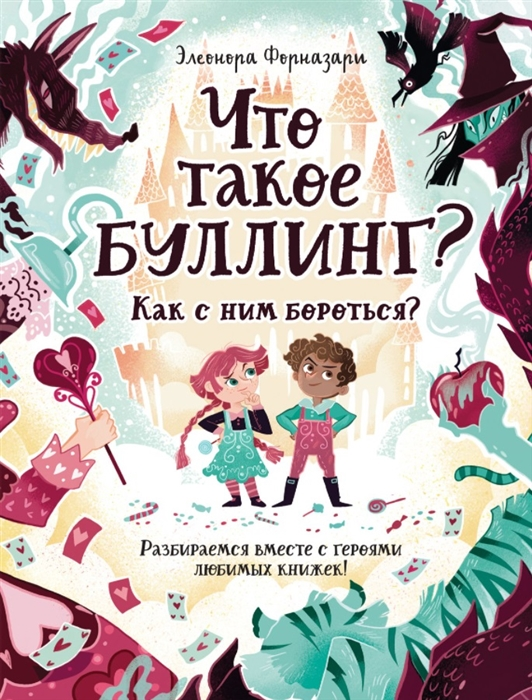 Элеонора Форназари
Что
такое
БУЛЛИНГ?
Как с ним бороться?
Разбираемся вместе с героями
любимых книжек!